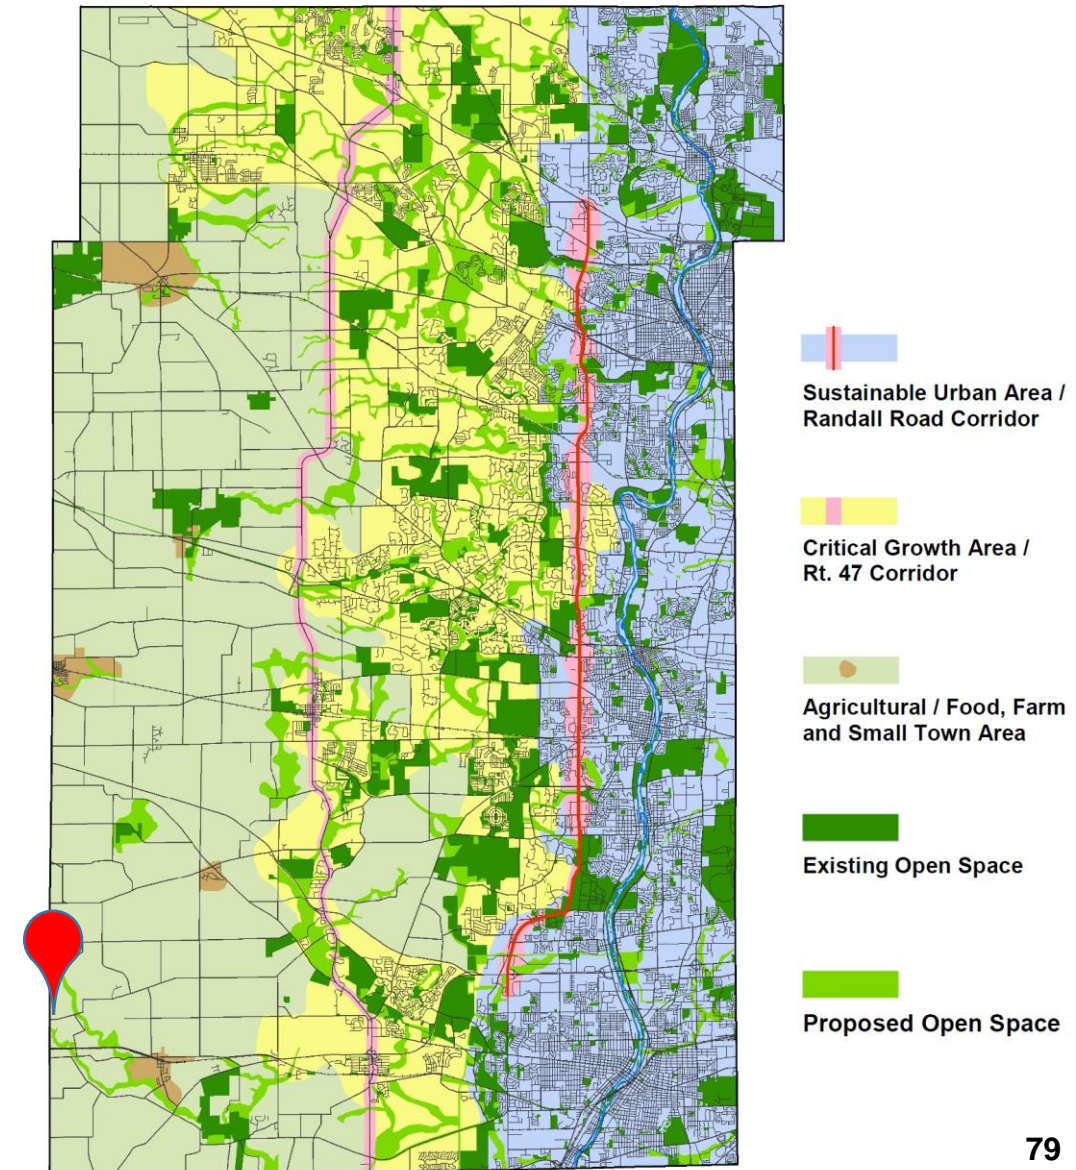 Sustainable Urban Area /
Randall Road Corridor
Critical Growth Area /
Rt. 47 Corridor
Agricultural / Food, Farm
and Small Town Area
Existing Open Space
Proposed Open Space
79